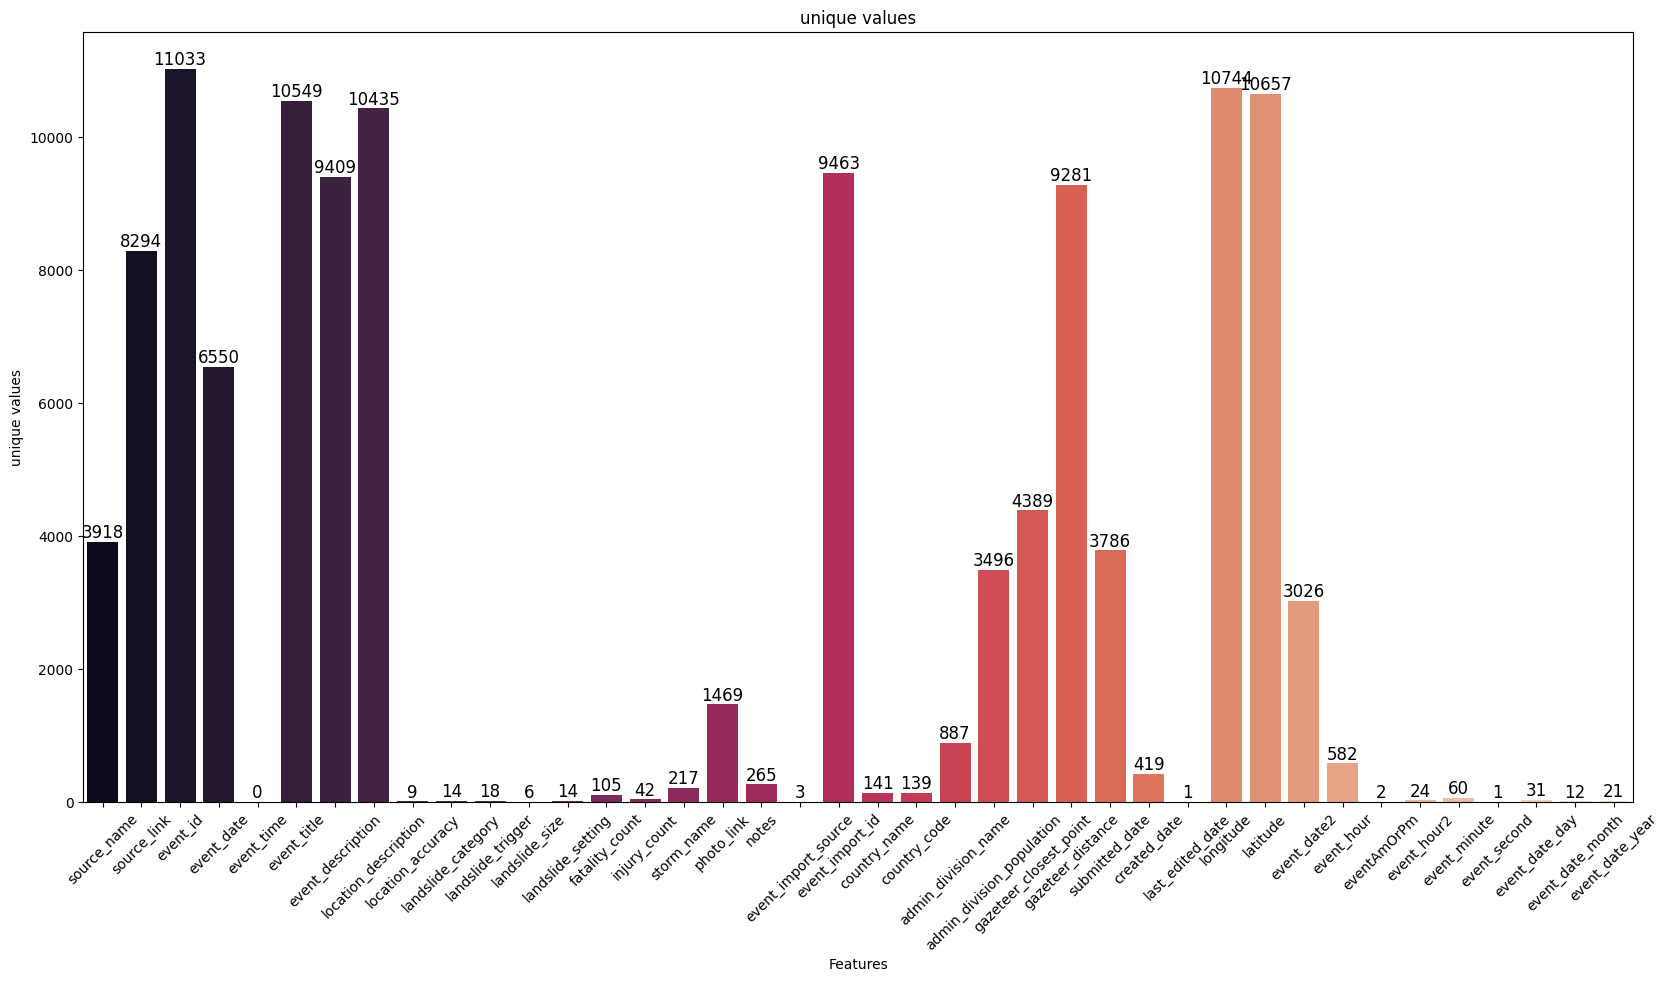 unique values
unique values
10000
8000
6000
4000
2000
0
3918
8294
11033
6550
0
10549
9409
10435
9
14
18
6
14
105
42
217
1469
265
3
9463
141
139
887
3496
4389
9281
3786
419
1
10744
10657
3026
582
2
24
60
1
31
12
21
source_name
source_link
event_id
event_date
event_time
event_title
event_description
location_description
location_accuracy
landslide_category
landslide_trigger
landslide_size
landslide_setting
fatality_count
injury_count
storm_name
photo_link
notes
event_import_source
event_import_id
country_name
country_code
admin_division_name
admin_division_population
gazeteer_closest_point
gazeteer_distance
submitted_date
created_date
last_edited_date
longitude
latitude
event_date2
event_hour
eventAmOrPm
event_hour2
event_minute
event_second
event_date_day
event_date_month
event_date_year
Features